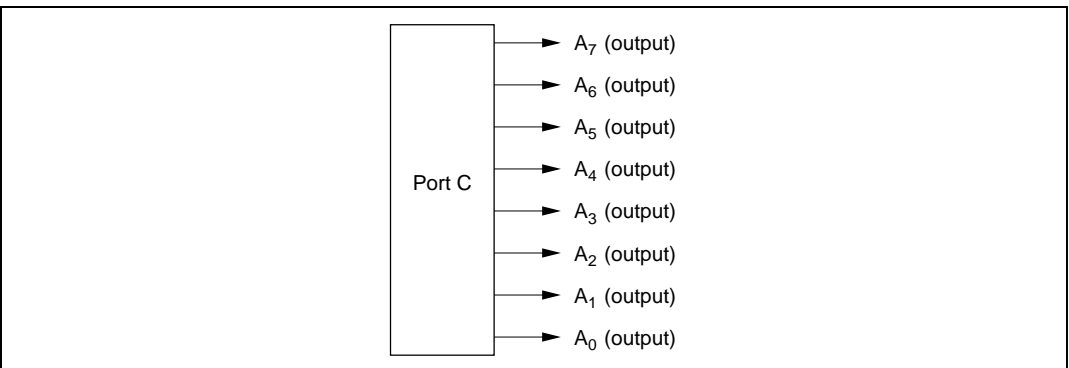 A7 (output)
A6 (output)
A5 (output)
Port C
A4 (output)
A3 (output)
A2 (output)
A1 (output)
A0 (output)